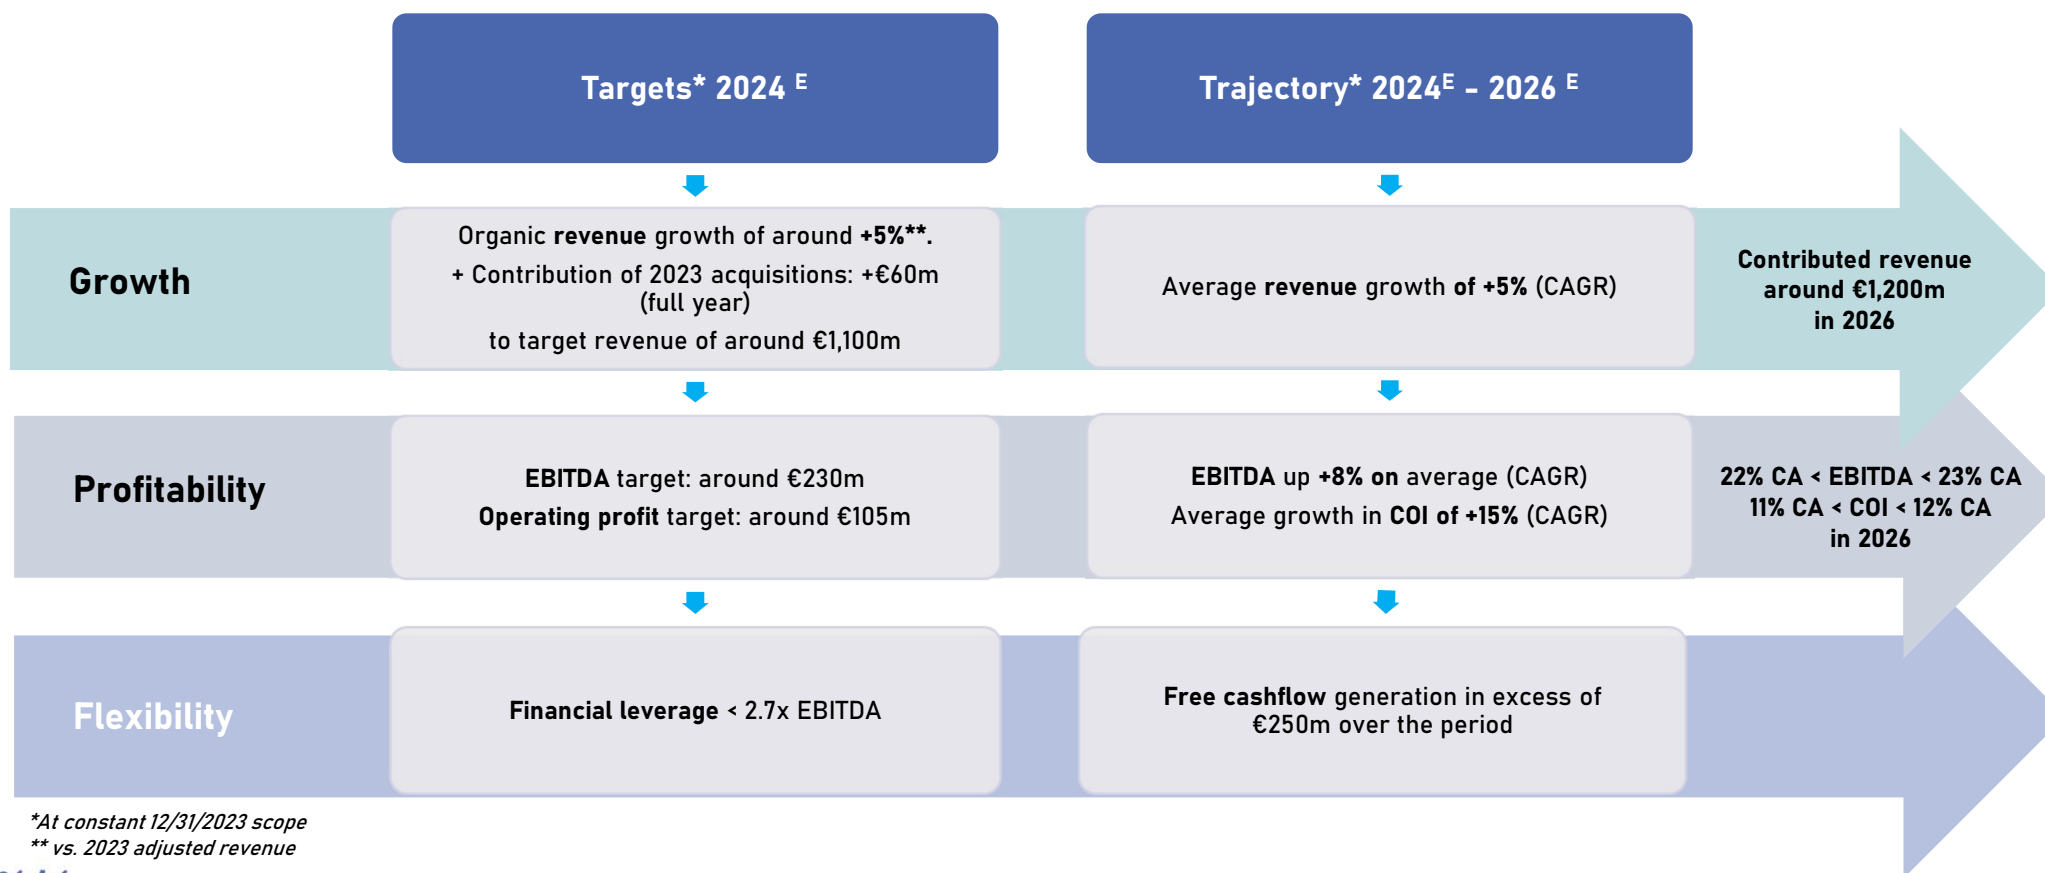 Targets* 2024 E
Trajectory* 2024E - 2026 E
Growth
Organic revenue growth of around +5%**.
+ Contribution of 2023 acquisitions: +€60m
(full year)
to target revenue of around €1,100m
Average revenue growth of +5% (CAGR)
Contributed revenue
around €1,200m
in 2026
Profitability
EBITDA target: around €230m
Operating profit target: around €105m
EBITDA up +8% on average (CAGR)
Average growth in COI of +15% (CAGR)
22% CA < EBITDA < 23% CA
11% CA < COI < 12% CA
in 2026
Flexibility
Financial leverage < 2.7x EBITDA
Free cashflow generation in excess of
€250m over the period
*At constant 12/31/2023 scope
** vs. 2023 adjusted revenue